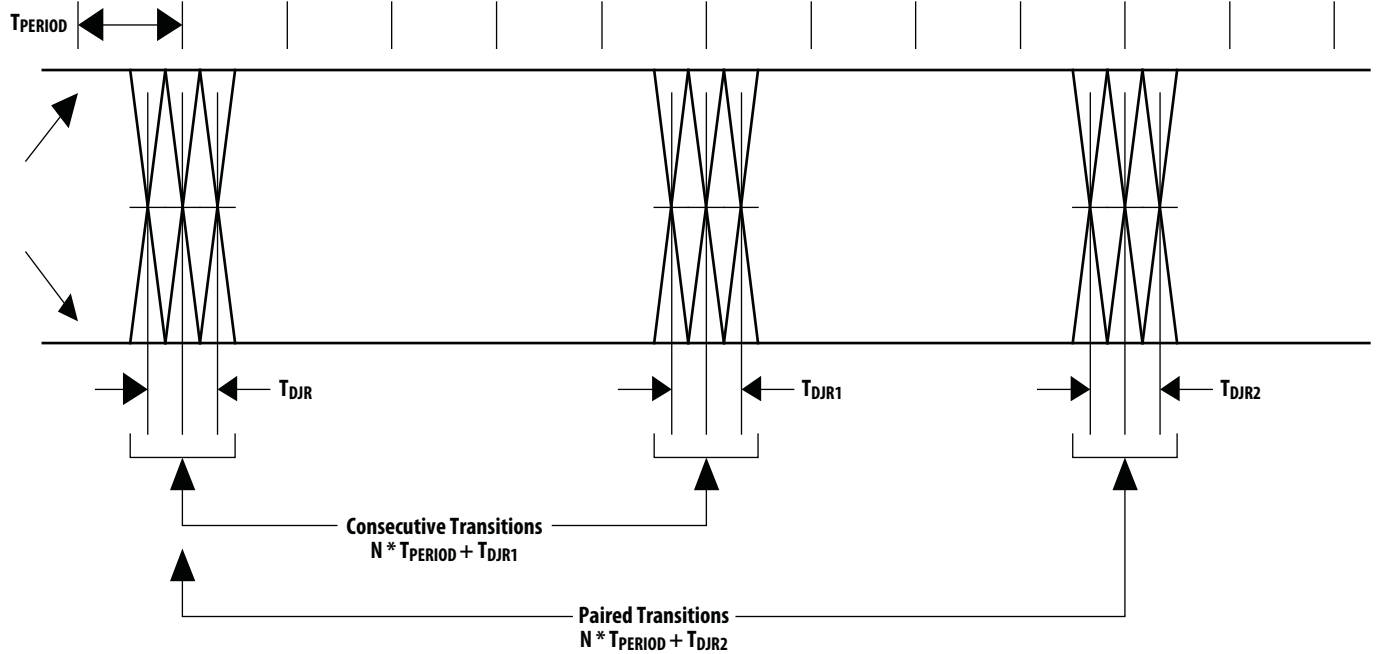 TPERIOD
TDJR
TDJR1
TDJR2
Consecutive Transitions
N * TPERIOD + TDJR1
Paired Transitions
N * TPERIOD + TDJR2